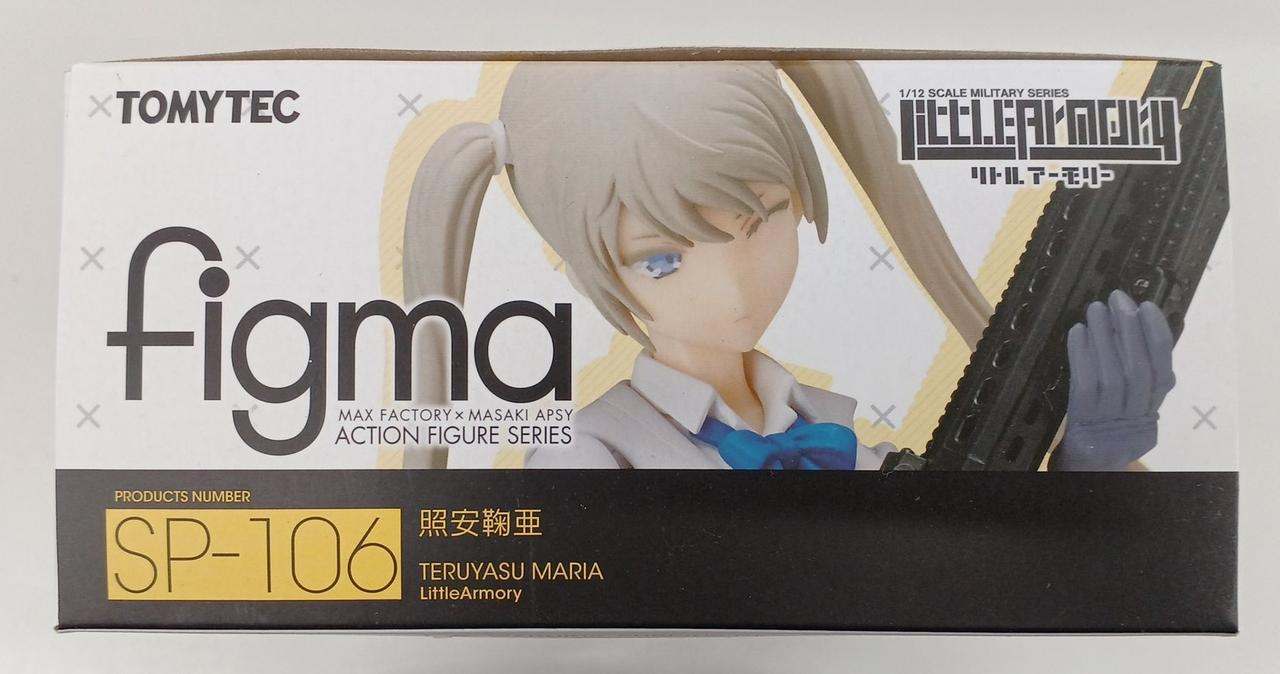 TOMYTEC
1/12 SCALE MILITARY SERIES
LittLEArmOry
リトルアーモリー
figma
MAX FACTORY × MASAKI APSY
ACTION FIGURE SERIES
PRODUCTS NUMBER
SP-106
照安鞠亜
TERUYASU MARIA
LittleArmory